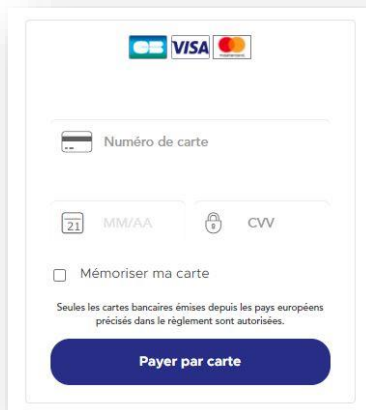 CB VISA mastercard
Numéro de carte
21 MM/AA CVV
Mémoriser ma carte
Seules les cartes bancaires émises depuis les pays européens
précisés dans le règlement sont autorisées.
Payer par carte